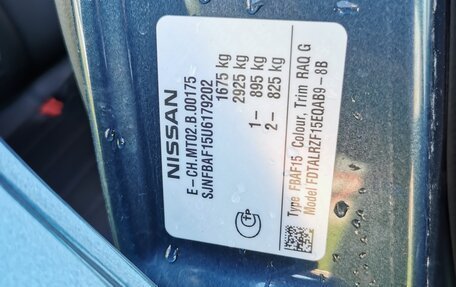 NISSAN
E-CH.MT02.B.00175
SJNFBAF15U6179202
1675 kg
2925 kg
1- 895 kg
2- 825 kg
Type FBAF15 Colour, Trim RAQ G
Model FDTALRZF15EQAB9-8B